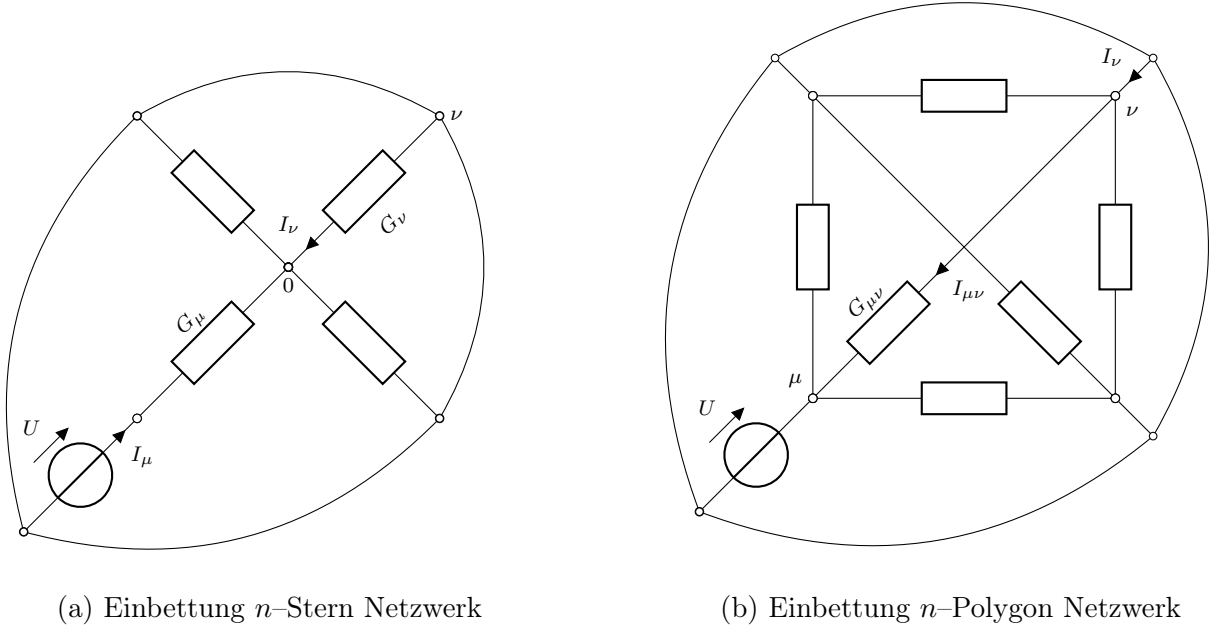 ν
I_ν
G_ν
0
G_μ
U
I_μ
(a) Einbettung n–Stern Netzwerk
I_ν
ν
G_μν
I_μν
μ
U
(b) Einbettung n–Polygon Netzwerk